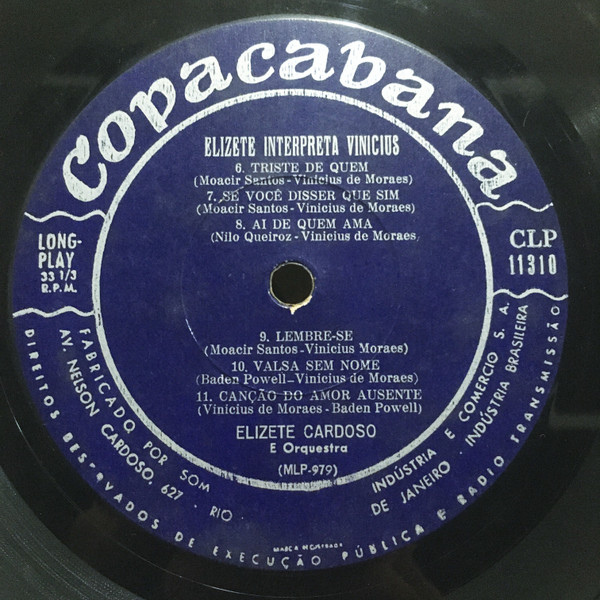 Copacabana
ELIZETE INTERPRETA VINICIUS
6. TRISTE DE QUEM
(Moacir Santos-Vinicius de Moraes)
7. SE VOCÊ DISSER QUE SIM
(Moacir Santos-Vinicius de Moraes)
8. AI DE QUEM AMA
(Nilo Queiroz-Vinicius de Moraes
LONG-
PLAY
33 1/3
R.P.M.
CLP
11310
9. LEMBRE-SE
(Moacir Santos-Vinicius Moraes)
10. VALSA SEM NOME
(Baden Powell-Vinicius de Moraes)
11. CANÇÃO DO AMOR AUSENTE
(Vinicius de Moraes-Baden Powell)
ELIZETE CARDOSO
E Orquestra
(MLP-979)
FABRICADO POR SOM INDÚSTRIA E COMERCIO S. A.
AV. NELSON CARDOSO, 627 · RIO DE JANEIRO · INDÚSTRIA BRASILEIRA
DIREITOS RESERVADOS DE EXECUÇÃO PÚBLICA E RADIO TRANSMISSÃO
MARCA REGISTRADA